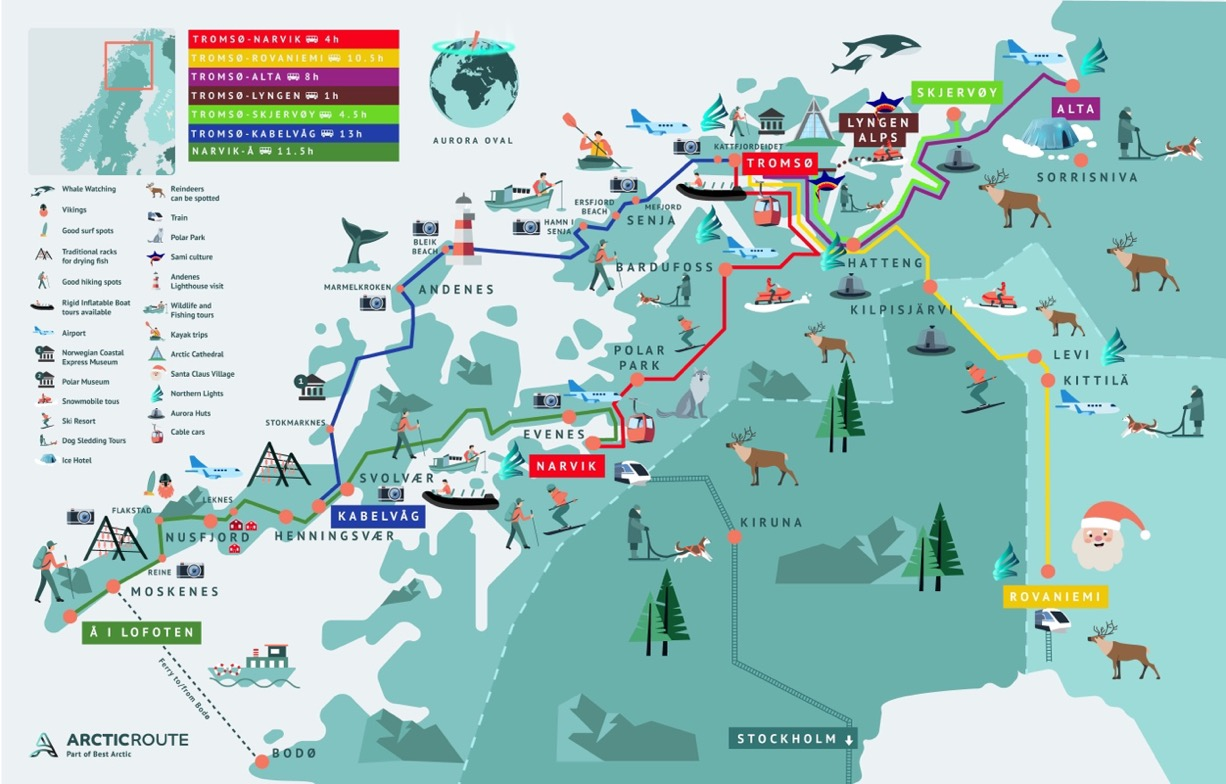 TROMSØ-NARVIK 4h
TROMSØ-ROVANIEMI 10.5h
TROMSØ-ALTA 8h
TROMSØ-LYNGEN 1h
TROMSØ-SKJERVØY 4.5h
TROMSØ-KABELVÅG 13h
NARVIK-Å 11.5h
NORWAY
SWEDEN
FINLAND
AURORA OVAL
Whale Watching
Vikings
Good surf spots
Traditional racks
for drying fish
Good hiking spots
Rigid Inflatable Boat
tours available
Airport
1
Norwegian Coastal
Express Museum
2
Polar Museum
Snowmobile tous
Ski Resort
Dog Sledding Tours
Ice Hotel
Reindeers
can be spotted
Train
Polar Park
Sami culture
Andenes
Lighthouse visit
Wildlife and
Fishing tours
Kayak trips
Arctic Cathedral
Santa Claus Village
Northern Lights
Aurora Huts
Cable cars
SKJERVØY
ALTA
LYNGEN
ALPS
SORRISNIVA
KATTFJORDEIDET
TROMSØ
ERSFJORD
BEACH
MEFJORD
SENJA
HAMN I
SENJA
BLEIK
BEACH
MARMELKROKEN
ANDENES
BARDUFOSS
HATTENG
KILPISJÄRVI
POLAR
PARK
LEVI
KITTILÄ
1
STOKMARKNES
EVENES
NARVIK
SVOLVÆR
KABELVÅG
LEKNES
FLAKSTAD
NUSFJORD
HENNINGSVÆR
REINE
MOSKENES
Å I LOFOTEN
KIRUNA
ROVANIEMI
Ferry to/from Bodø
BODØ
STOCKHOLM
ARCTICROUTE
Part of Best Arctic